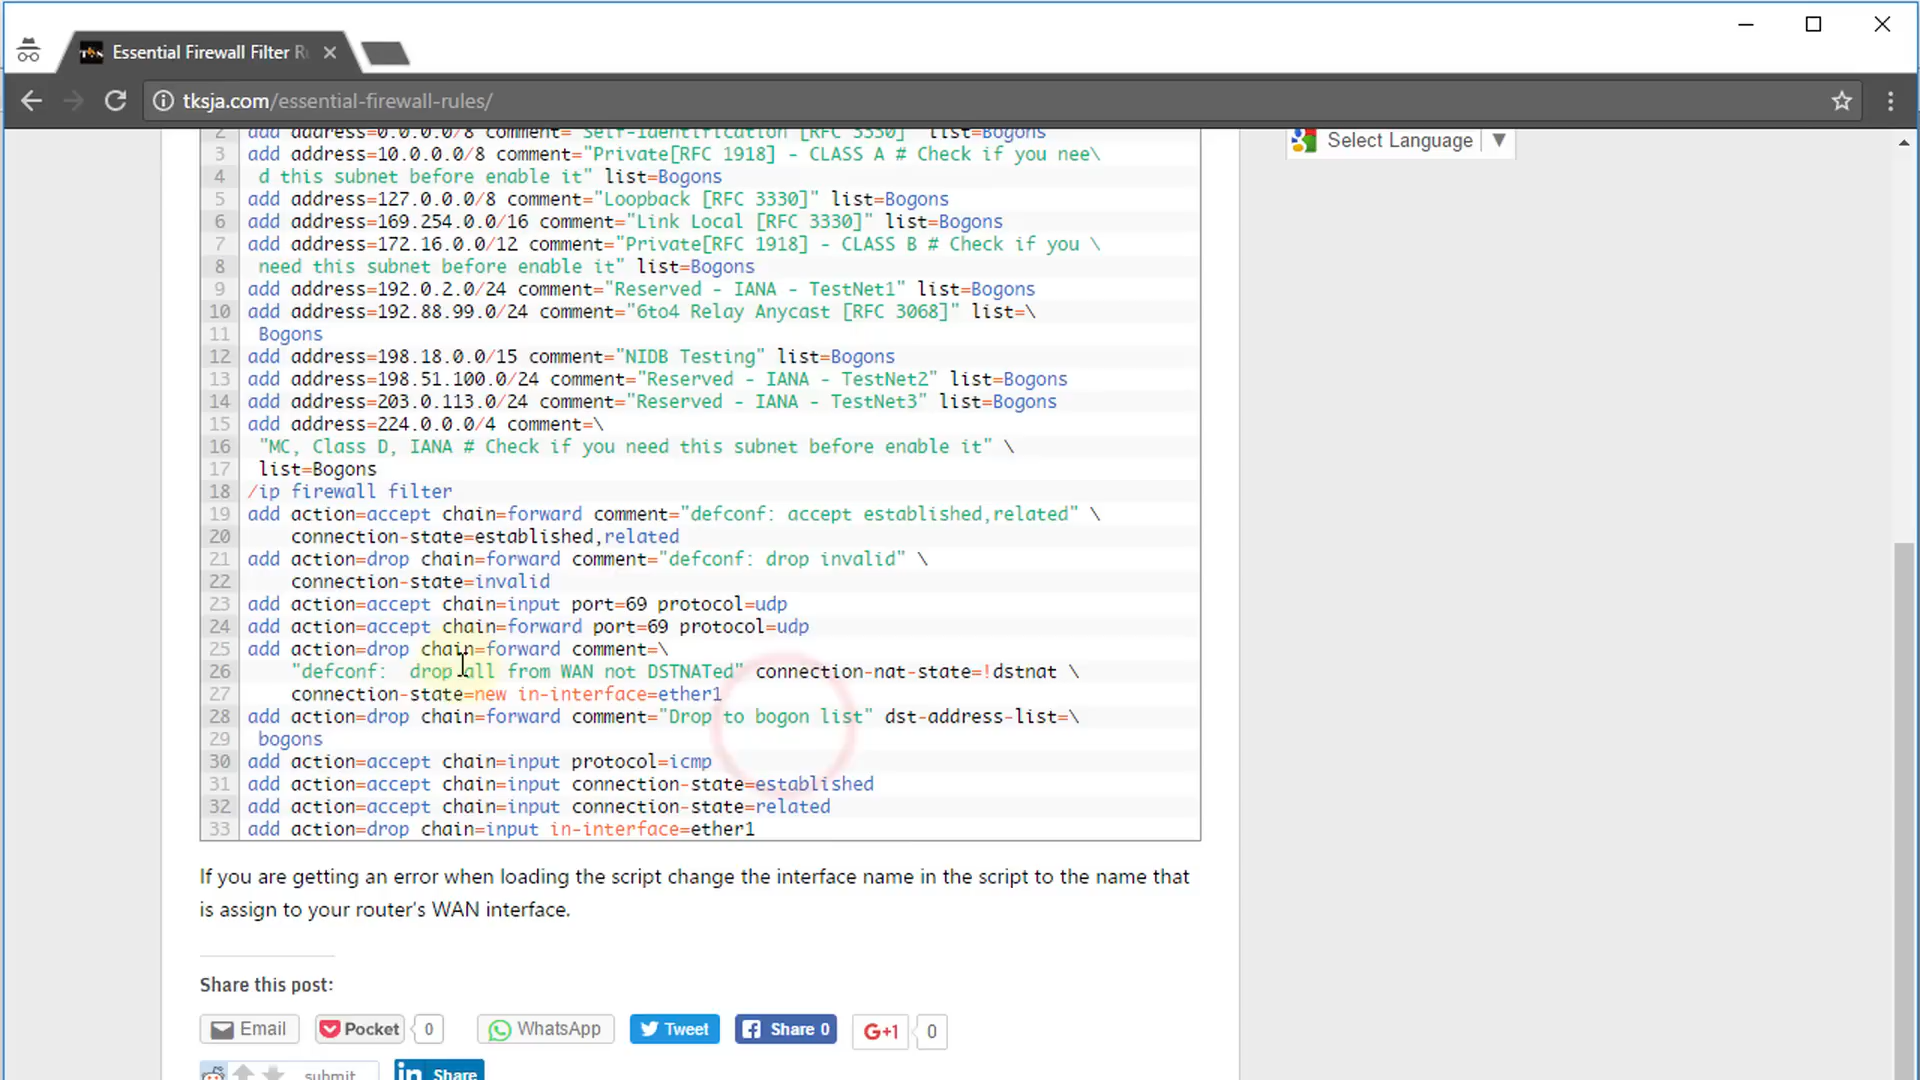 Essential Firewall Filter R
tksja.com/essential-firewall-rules/
Select Language
2 add address=0.0.0.0/8 comment="Self-Identification [RFC 3330]" list=Bogons
3 add address=10.0.0.0/8 comment="Private[RFC 1918] - CLASS A # Check if you nee\
4 d this subnet before enable it" list=Bogons
5 add address=127.0.0.0/8 comment="Loopback [RFC 3330]" list=Bogons
6 add address=169.254.0.0/16 comment="Link Local [RFC 3330]" list=Bogons
7 add address=172.16.0.0/12 comment="Private[RFC 1918] - CLASS B # Check if you \
8 need this subnet before enable it" list=Bogons
9 add address=192.0.2.0/24 comment="Reserved - IANA - TestNet1" list=Bogons
10 add address=192.88.99.0/24 comment="6to4 Relay Anycast [RFC 3068]" list=\
11 Bogons
12 add address=198.18.0.0/15 comment="NIDB Testing" list=Bogons
13 add address=198.51.100.0/24 comment="Reserved - IANA - TestNet2" list=Bogons
14 add address=203.0.113.0/24 comment="Reserved - IANA - TestNet3" list=Bogons
15 add address=224.0.0.0/4 comment=\
16 "MC, Class D, IANA # Check if you need this subnet before enable it" \
17 list=Bogons
18 /ip firewall filter
19 add action=accept chain=forward comment="defconf: accept established,related" \
20 connection-state=established,related
21 add action=drop chain=forward comment="defconf: drop invalid" \
22 connection-state=invalid
23 add action=accept chain=input port=69 protocol=udp
24 add action=accept chain=forward port=69 protocol=udp
25 add action=drop chain=forward comment=\
26 "defconf:  drop all from WAN not DSTNATed" connection-nat-state=!dstnat \
27 connection-state=new in-interface=ether1
28 add action=drop chain=forward comment="Drop to bogon list" dst-address-list=\
29 bogons
30 add action=accept chain=input protocol=icmp
31 add action=accept chain=input connection-state=established
32 add action=accept chain=input connection-state=related
33 add action=drop chain=input in-interface=ether1
If you are getting an error when loading the script change the interface name in the script to the name that
is assign to your router's WAN interface.
Share this post:
Email Pocket 0 WhatsApp Tweet Share 0 G+1 0
submit in Share